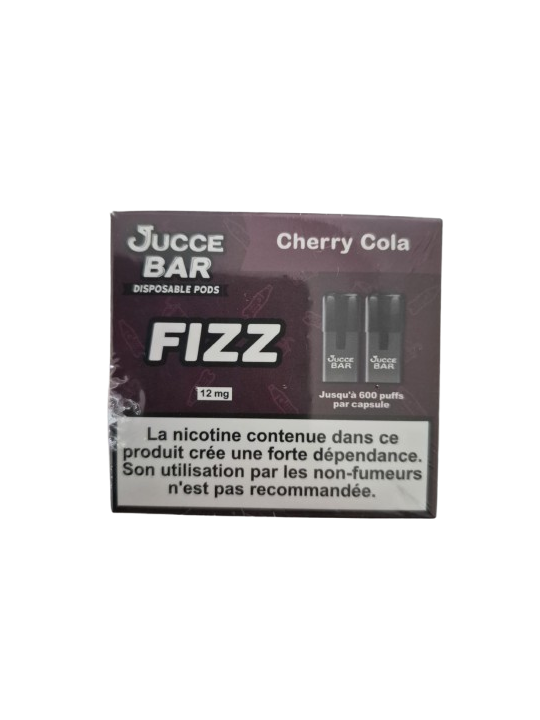 JUCCE
BAR
DISPOSABLE PODS
Cherry Cola
FIZZ
12 mg
JUCCE
BAR
JUCCE
BAR
Jusqu'à 600 puffs
par capsule
La nicotine contenue dans ce
produit crée une forte dépendance.
Son utilisation par les non-fumeurs
n'est pas recommandée.